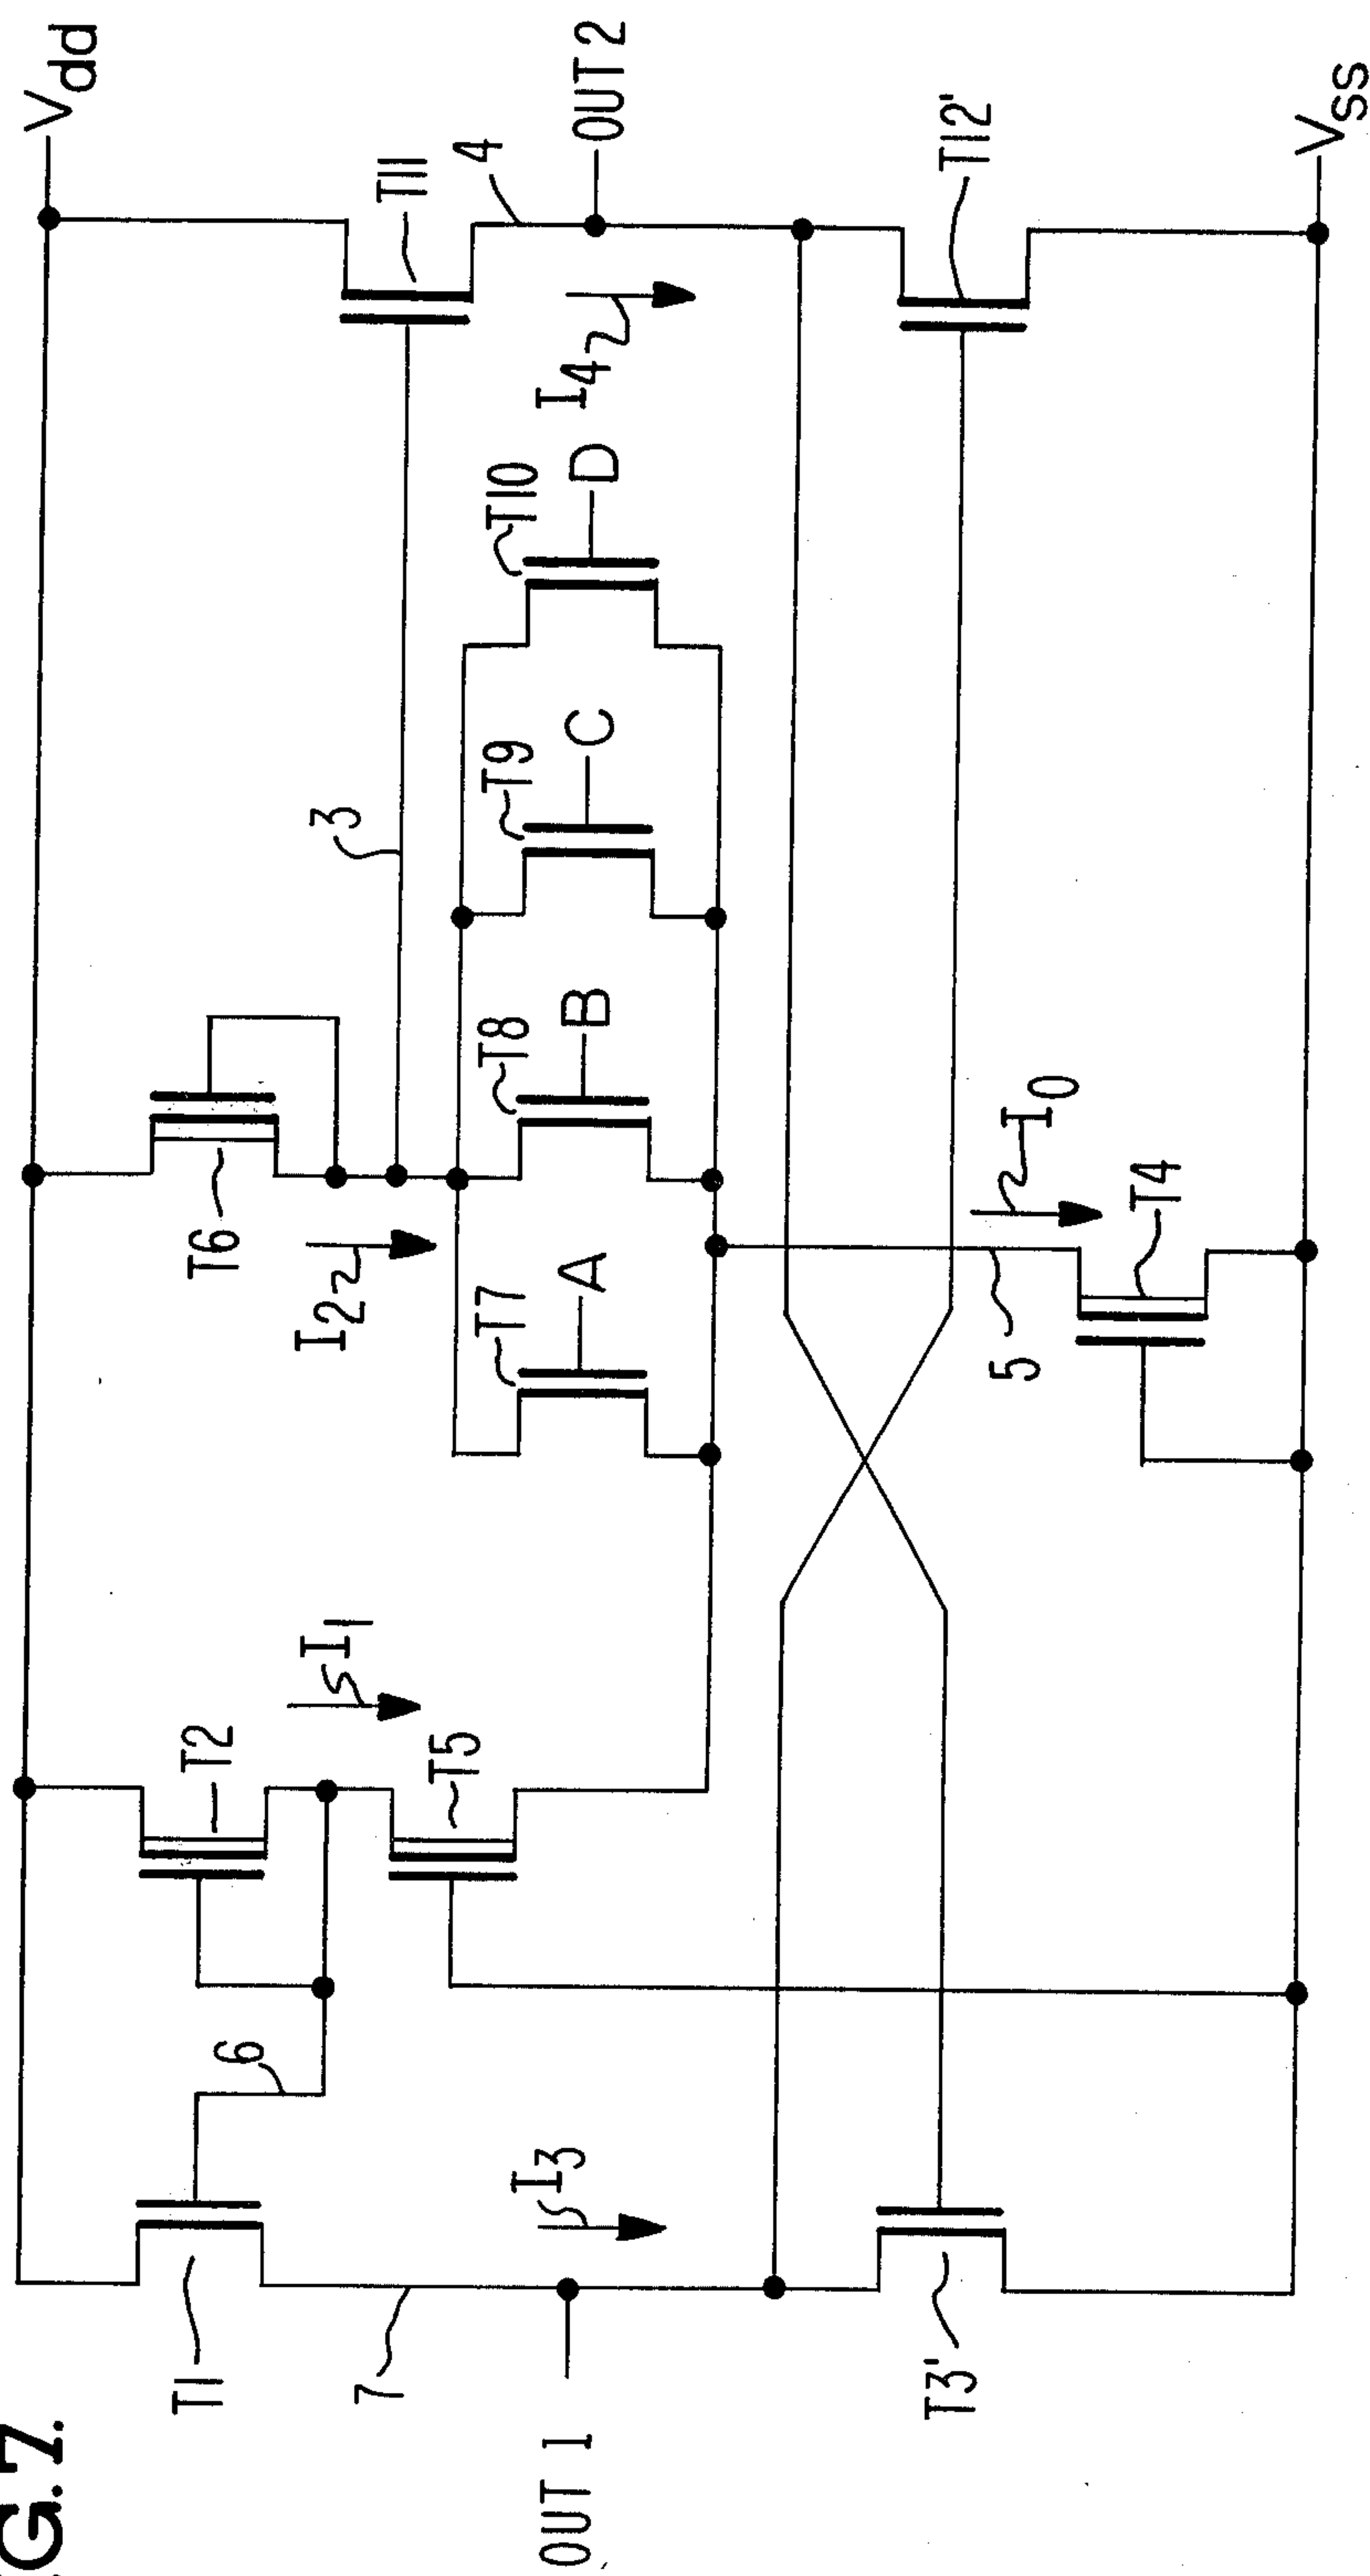 G. 7.
Vdd
T1
T2
T6
T11
6
3
4
I1
I2
7
I3
T5
T7
A
T8
B
T9
C
T10
D
I4
OUT 1
OUT 2
T3'
5
I0
T4
T12'
Vss